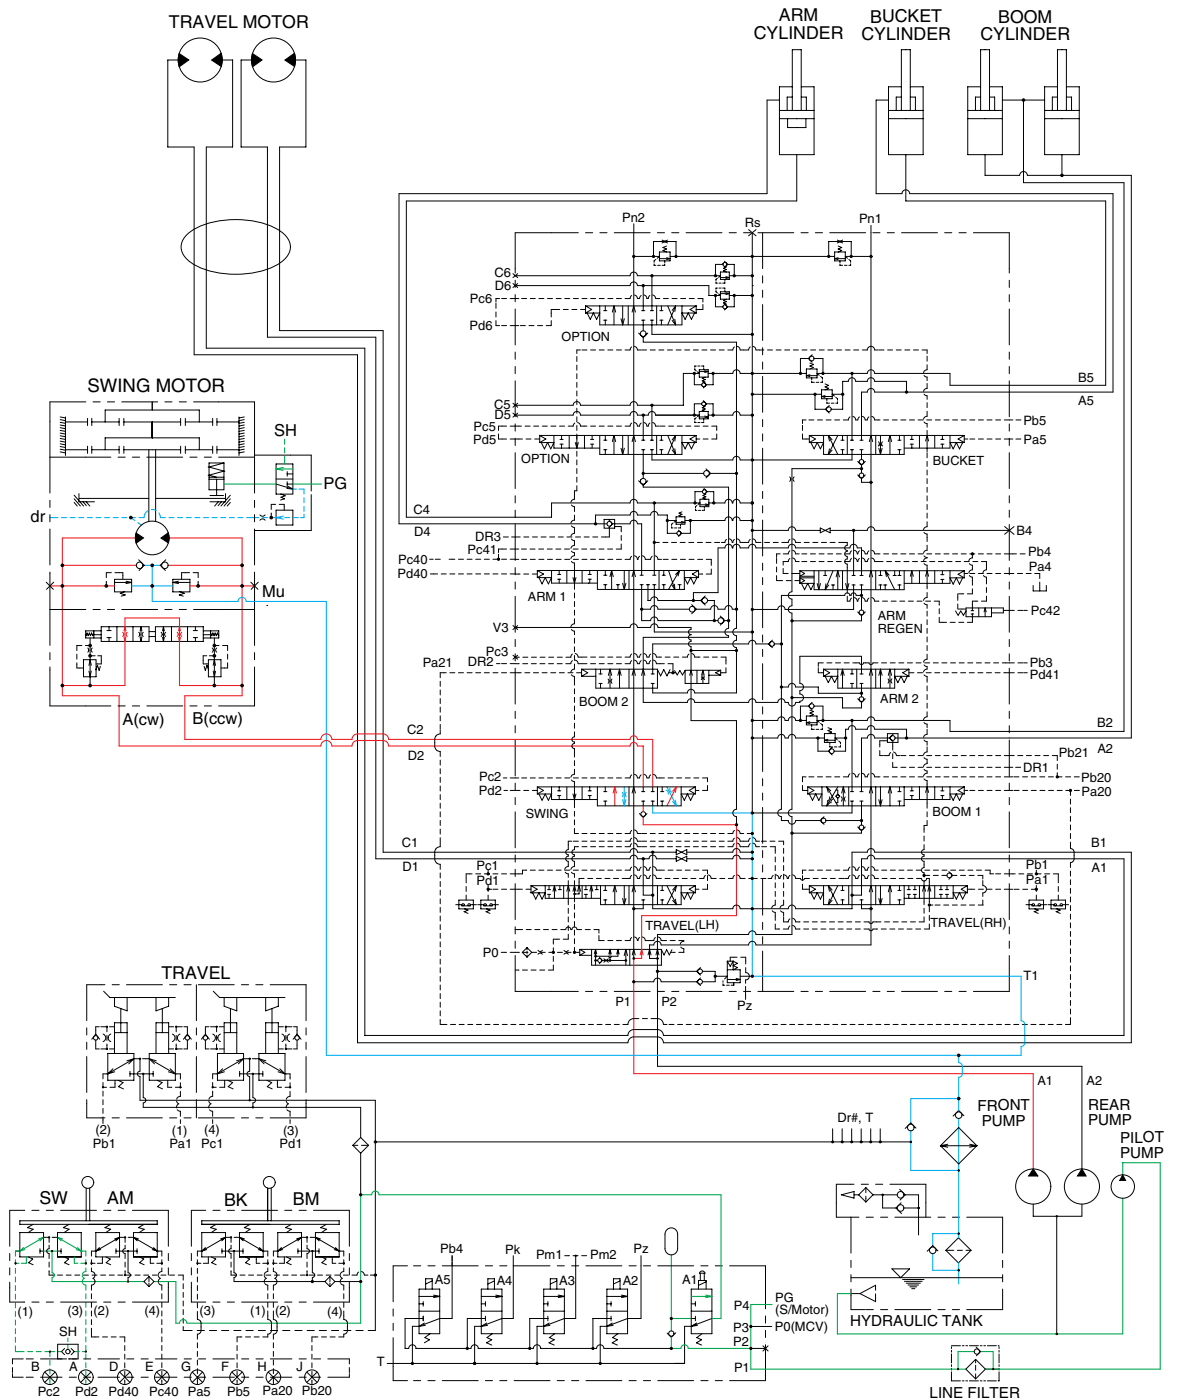 TRAVEL MOTOR
ARM
CYLINDER
BUCKET
CYLINDER
BOOM
CYLINDER
Pn2
Rs
Pn1
C6
D6
Pc6
Pd6
OPTION
SWING MOTOR
SH
PG
dr
Mu
A(cw)
B(ccw)
C5
D5
Pc5
Pd5
OPTION
B5
A5
Pb5
Pa5
BUCKET
C4
D4
DR3
Pc41
Pc40
Pd40
ARM 1
B4
Pb4
Pa4
Pc42
ARM
REGEN
V3
Pc3
Pa21
DR2
BOOM 2
Pb3
Pd41
ARM 2
C2
D2
B2
A2
Pb21
DR1
Pc2
Pd2
SWING
Pb20
Pa20
BOOM 1
C1
D1
B1
A1
Pc1
Pd1
Pb1
Pa1
TRAVEL(LH)
TRAVEL(RH)
P0
P1
P2
Pz
T1
TRAVEL
(2)
Pb1
(1)
Pa1
(4)
Pc1
(3)
Pd1
A1
A2
FRONT
PUMP
REAR
PUMP
PILOT
PUMP
Dr#, T
SW
AM
BK
BM
(1)
(3)
(2)
(4)
(3)
(1)
(2)
(4)
SH
B
A
D
E
G
F
H
J
Pc2
Pd2
Pd40
Pc40
Pa5
Pb5
Pa20
Pb20
Pb4
Pk
Pm1
Pm2
Pz
A5
A4
A3
A2
A1
T
P4
P3
P2
P1
PG
(S/Motor)
P0(MCV)
HYDRAULIC TANK
LINE FILTER